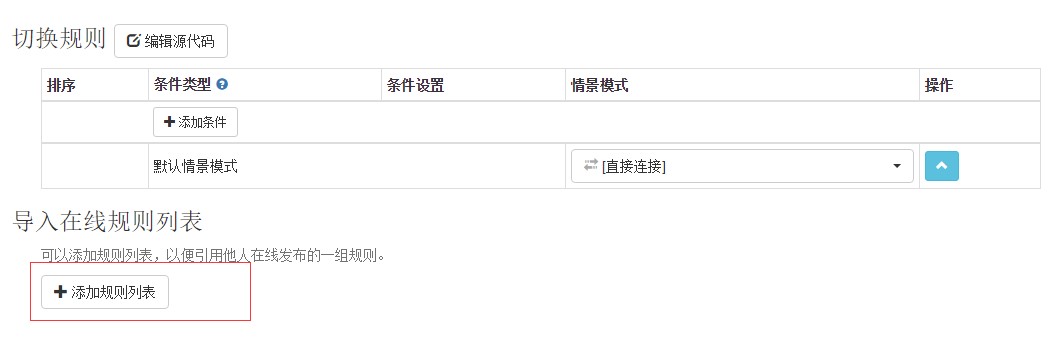 切换规则 编辑源代码
排序 条件类型 条件设置 情景模式 操作
添加条件
默认情景模式 [直接连接]
导入在线规则列表
可以添加规则列表，以便引用他人在线发布的一组规则。
添加规则列表